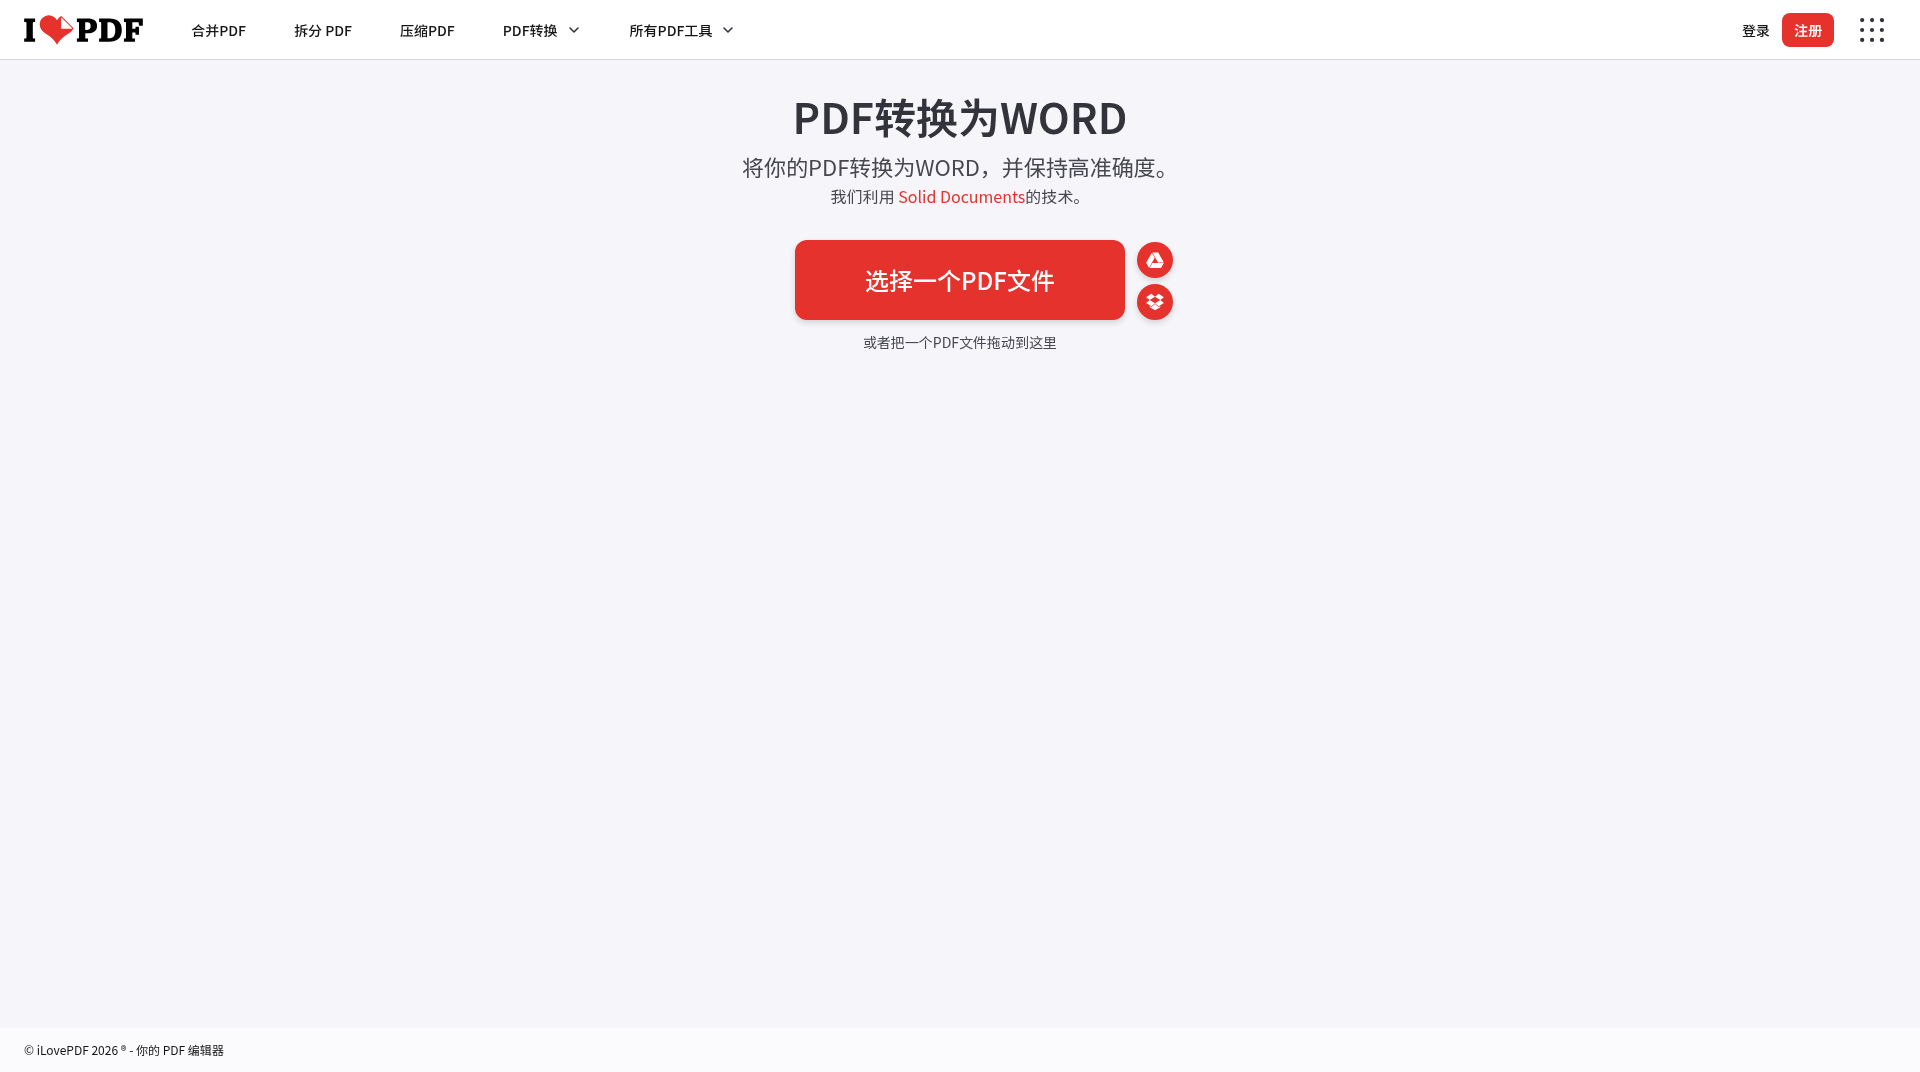 I PDF
合并PDF
拆分 PDF
压缩PDF
PDF转换
所有PDF工具
登录
注册
PDF转换为WORD
将你的PDF转换为WORD，并保持高准确度。
我们利用 Solid Documents的技术。
选择一个PDF文件
或者把一个PDF文件拖动到这里
© iLovePDF 2026 ® - 你的 PDF 编辑器